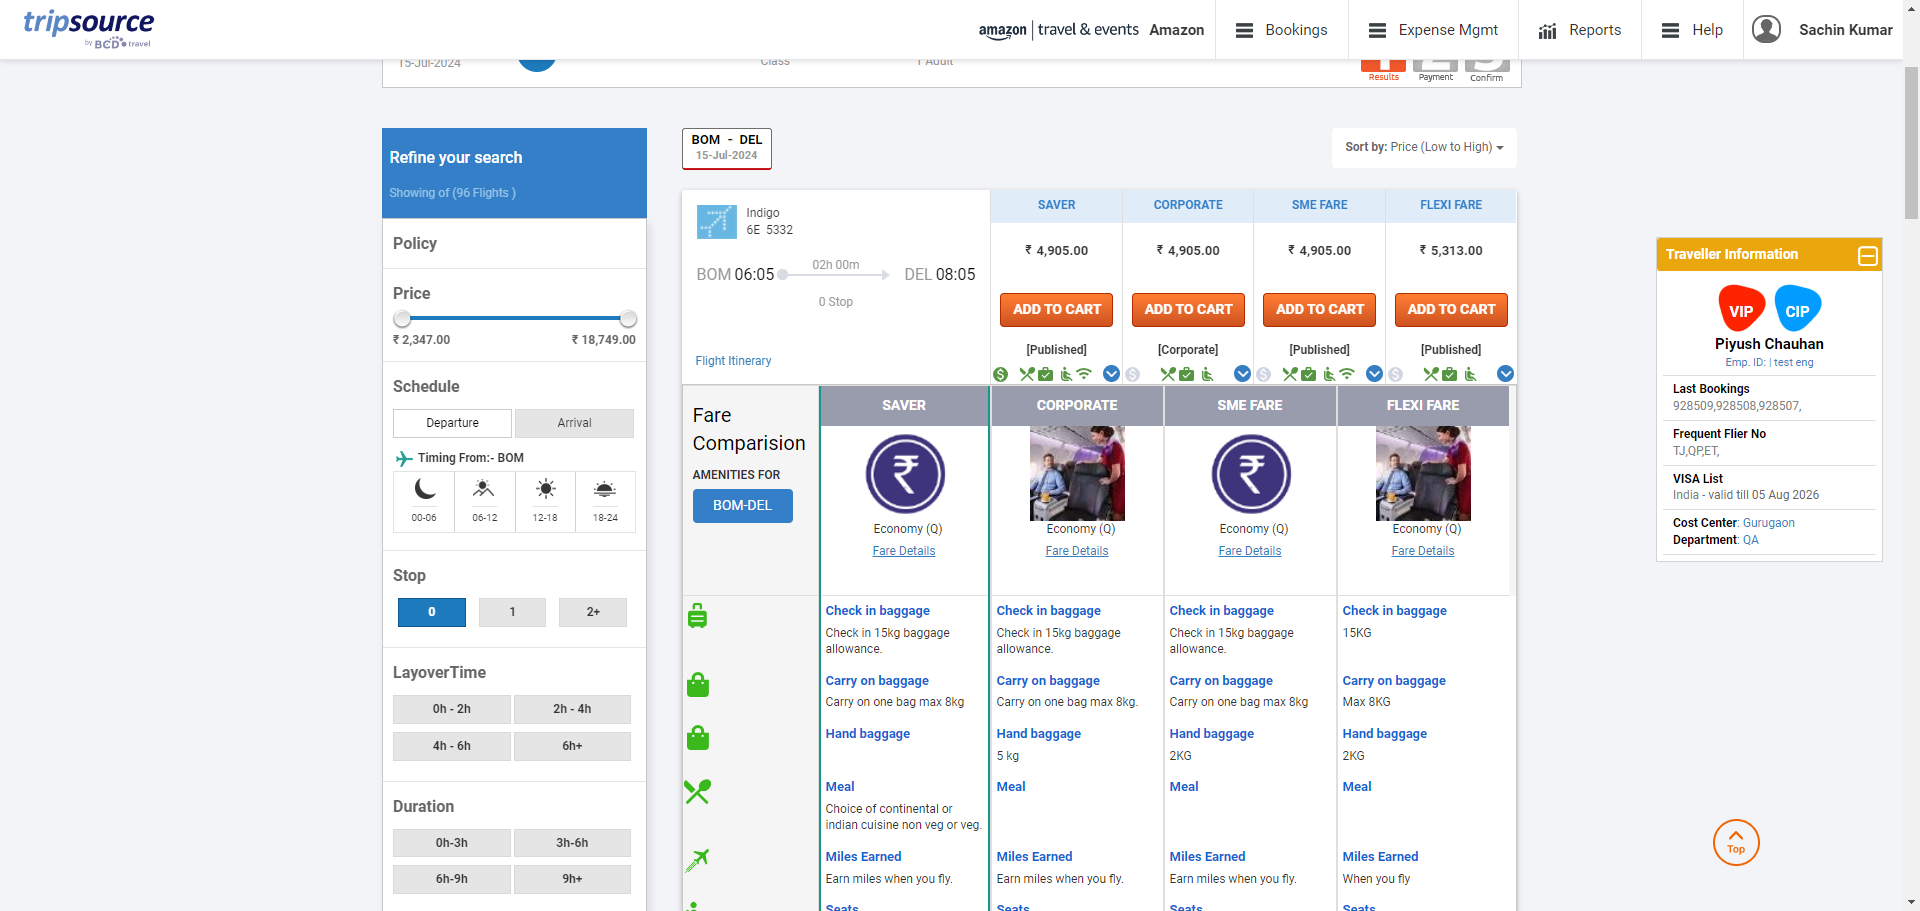 tripsource
by BCD travel
amazon travel & events Amazon
Bookings
Expense Mgmt
Reports
Help
Sachin Kumar
15-Jul-2024
Class
1 Adult
Results
Payment
Confirm
Refine your search
Showing of (96 Flights )
Policy
Price
₹ 2,347.00
₹ 18,749.00
Schedule
Departure
Arrival
Timing From:- BOM
00-06
06-12
12-18
18-24
Stop
0
1
2+
LayoverTime
0h - 2h
2h - 4h
4h - 6h
6h+
Duration
0h-3h
3h-6h
6h-9h
9h+
BOM - DEL
15-Jul-2024
Sort by: Price (Low to High)
Indigo
6E 5332
BOM 06:05
02h 00m
DEL 08:05
0 Stop
Flight Itinerary
SAVER
CORPORATE
SME FARE
FLEXI FARE
₹ 4,905.00
₹ 4,905.00
₹ 4,905.00
₹ 5,313.00
ADD TO CART
ADD TO CART
ADD TO CART
ADD TO CART
[Published]
[Corporate]
[Published]
[Published]
Fare
Comparision
AMENITIES FOR
BOM-DEL
SAVER
CORPORATE
SME FARE
FLEXI FARE
₹
₹
Economy (Q)
Economy (Q)
Economy (Q)
Economy (Q)
Fare Details
Fare Details
Fare Details
Fare Details
Check in baggage
Check in baggage
Check in baggage
Check in baggage
Check in 15kg baggage
allowance.
Check in 15kg baggage
allowance.
Check in 15kg baggage
allowance.
15KG
Carry on baggage
Carry on baggage
Carry on baggage
Carry on baggage
Carry on one bag max 8kg
Carry on one bag max 8kg.
Carry on one bag max 8kg
Max 8KG
Hand baggage
Hand baggage
Hand baggage
Hand baggage
5 kg
2KG
2KG
Meal
Meal
Meal
Meal
Choice of continental or
indian cuisine non veg or veg.
Miles Earned
Miles Earned
Miles Earned
Miles Earned
Earn miles when you fly.
Earn miles when you fly.
Earn miles when you fly.
When you fly
Seats
Seats
Seats
Seats
Traveller Information
VIP
CIP
Piyush Chauhan
Emp. ID: | test eng
Last Bookings
928509,928508,928507,
Frequent Flier No
TJ,QP,ET,
VISA List
India - valid till 05 Aug 2026
Cost Center: Gurugaon
Department: QA
Top